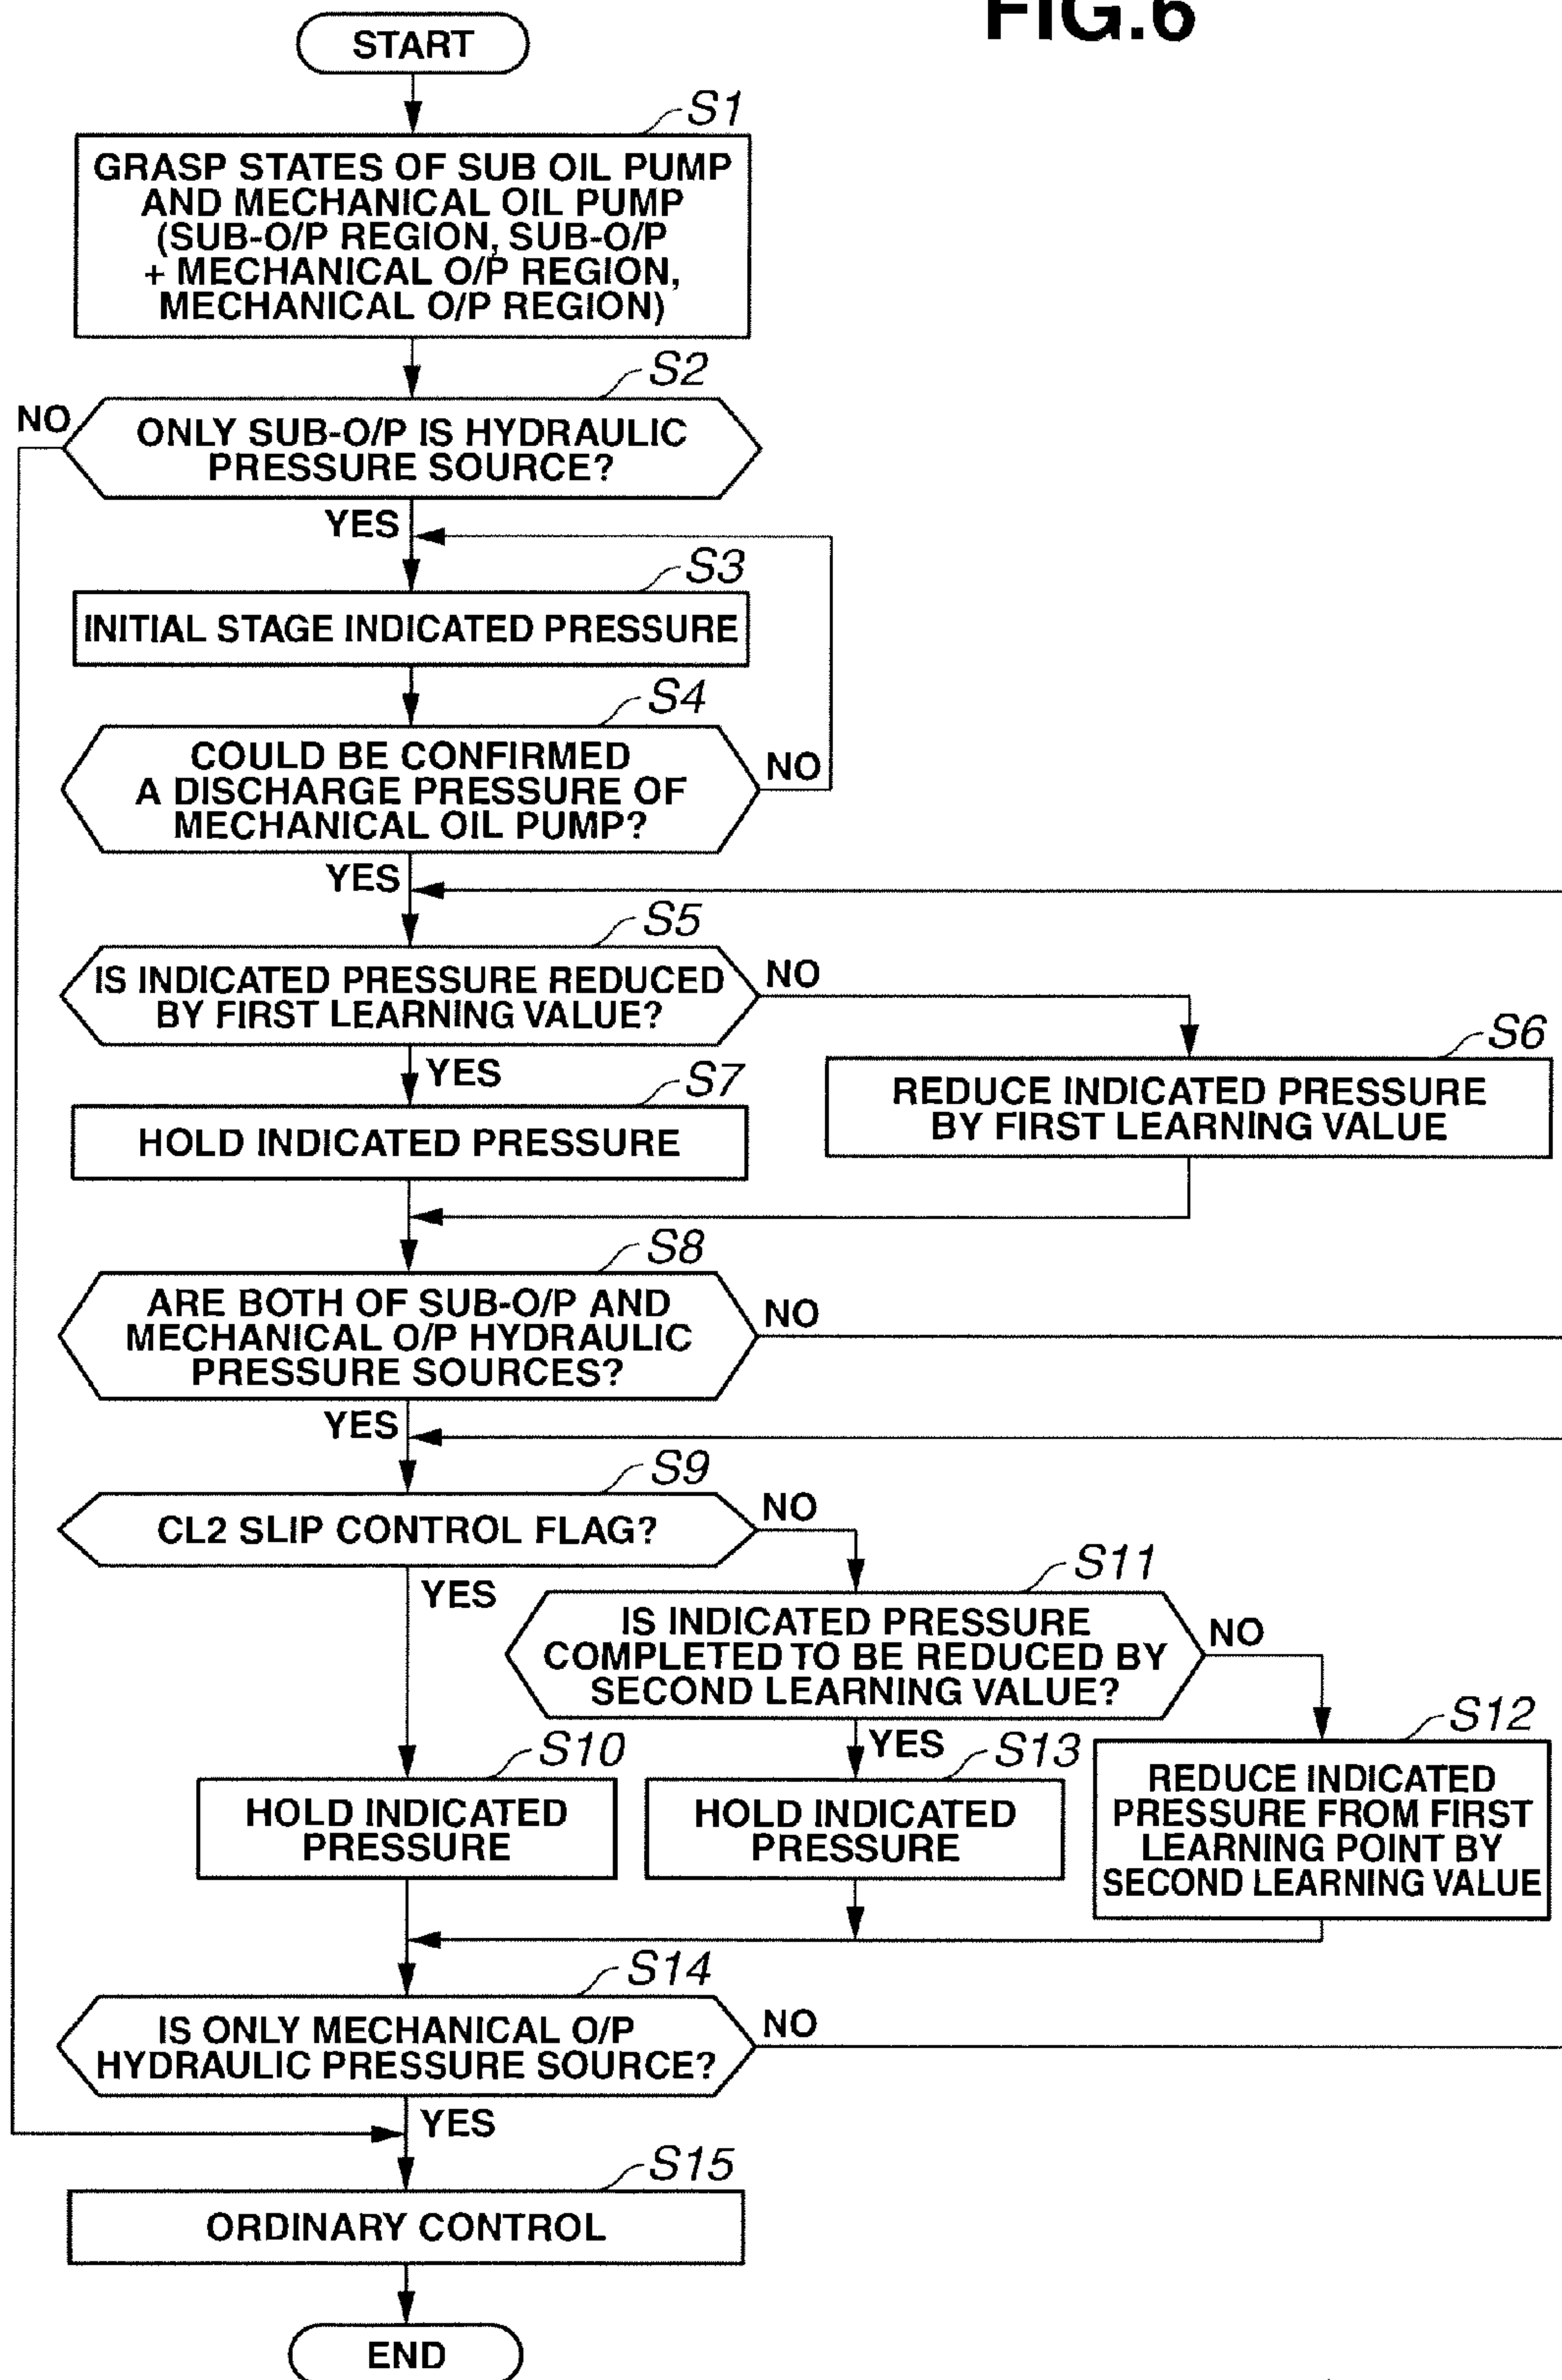 FIG.6
START
S1
GRASP STATES OF SUB OIL PUMP
AND MECHANICAL OIL PUMP
(SUB-O/P REGION, SUB-O/P
+ MECHANICAL O/P REGION,
MECHANICAL O/P REGION)
S2
NO
ONLY SUB-O/P IS HYDRAULIC
PRESSURE SOURCE?
YES
S3
INITIAL STAGE INDICATED PRESSURE
S4
COULD BE CONFIRMED
A DISCHARGE PRESSURE OF
MECHANICAL OIL PUMP?
NO
YES
S5
IS INDICATED PRESSURE REDUCED
BY FIRST LEARNING VALUE?
NO
S6
REDUCE INDICATED PRESSURE
BY FIRST LEARNING VALUE
YES
S7
HOLD INDICATED PRESSURE
S8
ARE BOTH OF SUB-O/P AND
MECHANICAL O/P HYDRAULIC
PRESSURE SOURCES?
NO
YES
S9
CL2 SLIP CONTROL FLAG?
NO
YES
S11
IS INDICATED PRESSURE
COMPLETED TO BE REDUCED BY
SECOND LEARNING VALUE?
NO
S10
HOLD INDICATED
PRESSURE
YES
S13
HOLD INDICATED
PRESSURE
S12
REDUCE INDICATED
PRESSURE FROM FIRST
LEARNING POINT BY
SECOND LEARNING VALUE
S14
IS ONLY MECHANICAL O/P
HYDRAULIC PRESSURE SOURCE?
NO
YES
S15
ORDINARY CONTROL
END